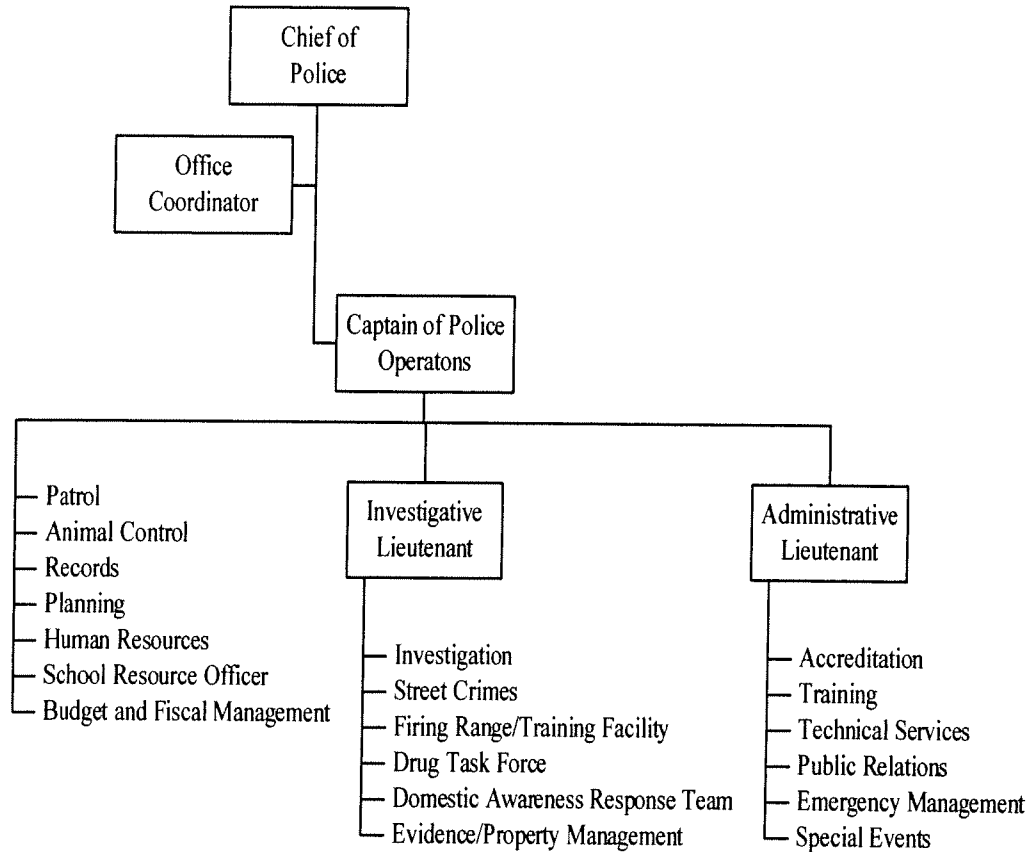 Chief of
Police
Office
Coordinator
Captain of Police
Operatons
Patrol
Animal Control
Records
Planning
Human Resources
School Resource Officer
Budget and Fiscal Management
Investigative
Lieutenant
Investigation
Street Crimes
Firing Range/Training Facility
Drug Task Force
Domestic Awareness Response Team
Evidence/Property Management
Administrative
Lieutenant
Accreditation
Training
Technical Services
Public Relations
Emergency Management
Special Events